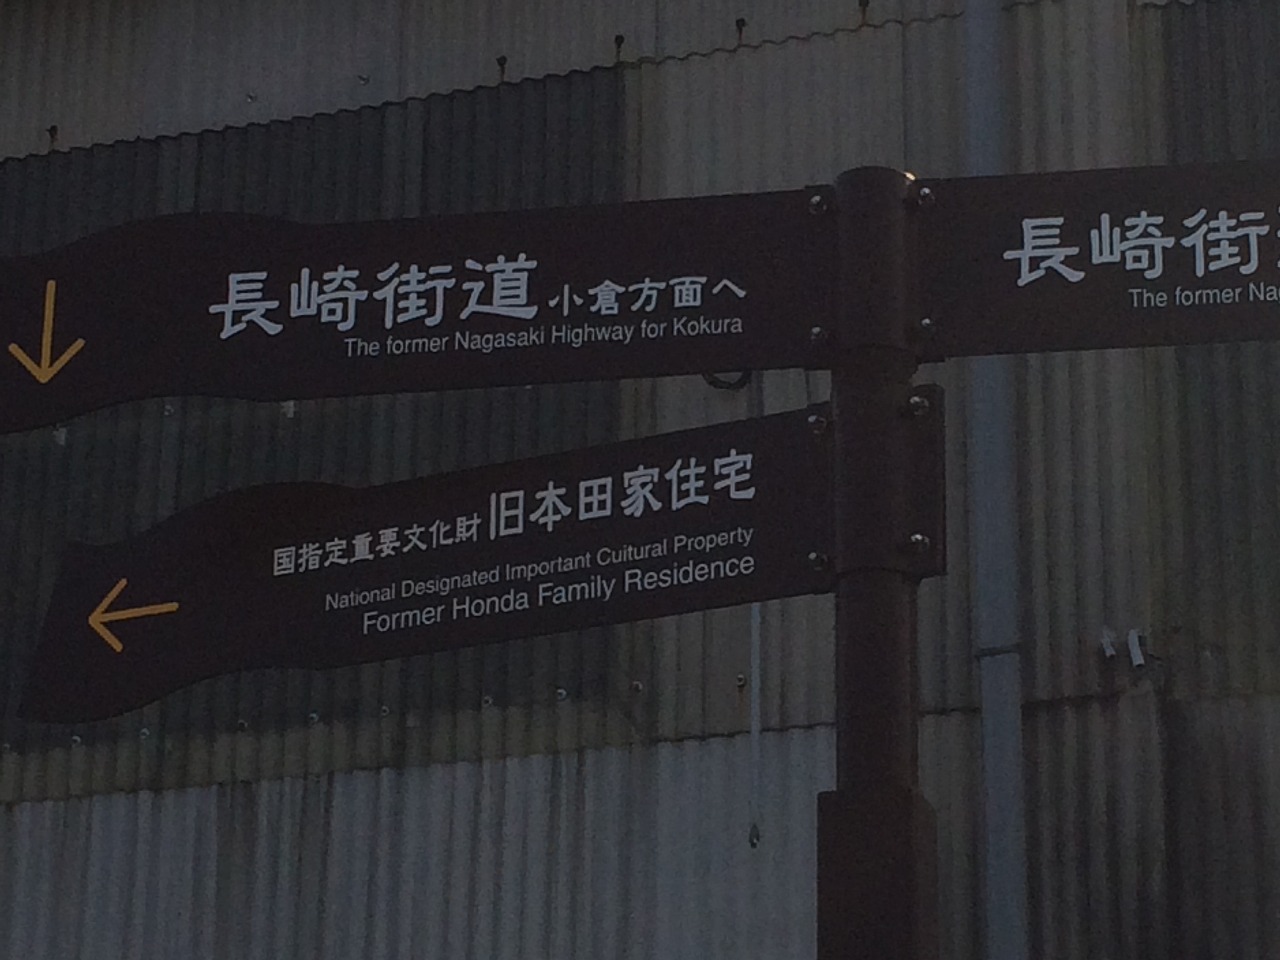 長崎街道 小倉方面へ
The former Nagasaki Highway for Kokura
長崎街
The former Na
国指定重要文化財 旧本田家住宅
National Designated Important Cuitural Property
Former Honda Family Residence